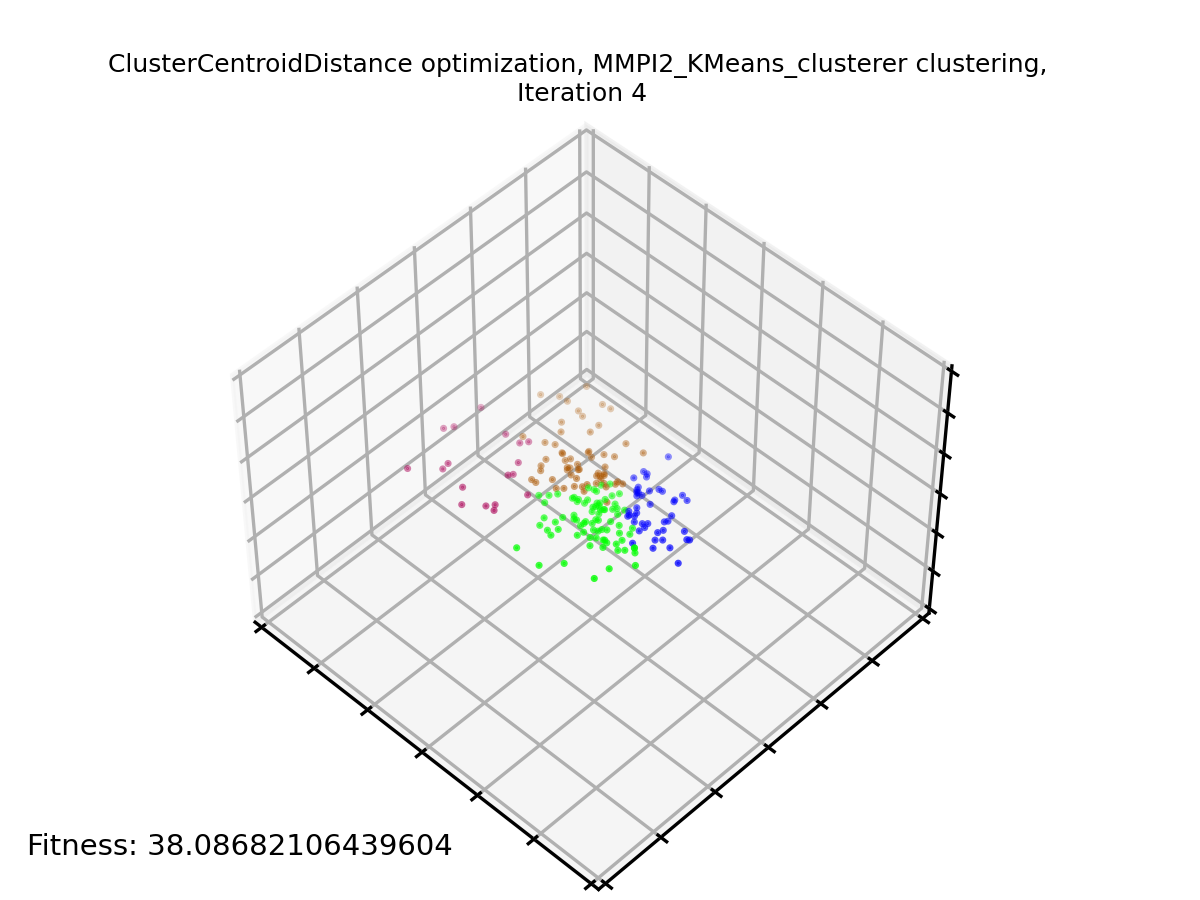 ClusterCentroidDistance optimization, MMPI2_KMeans_clusterer clustering,
Iteration 4
Fitness: 38.08682106439604